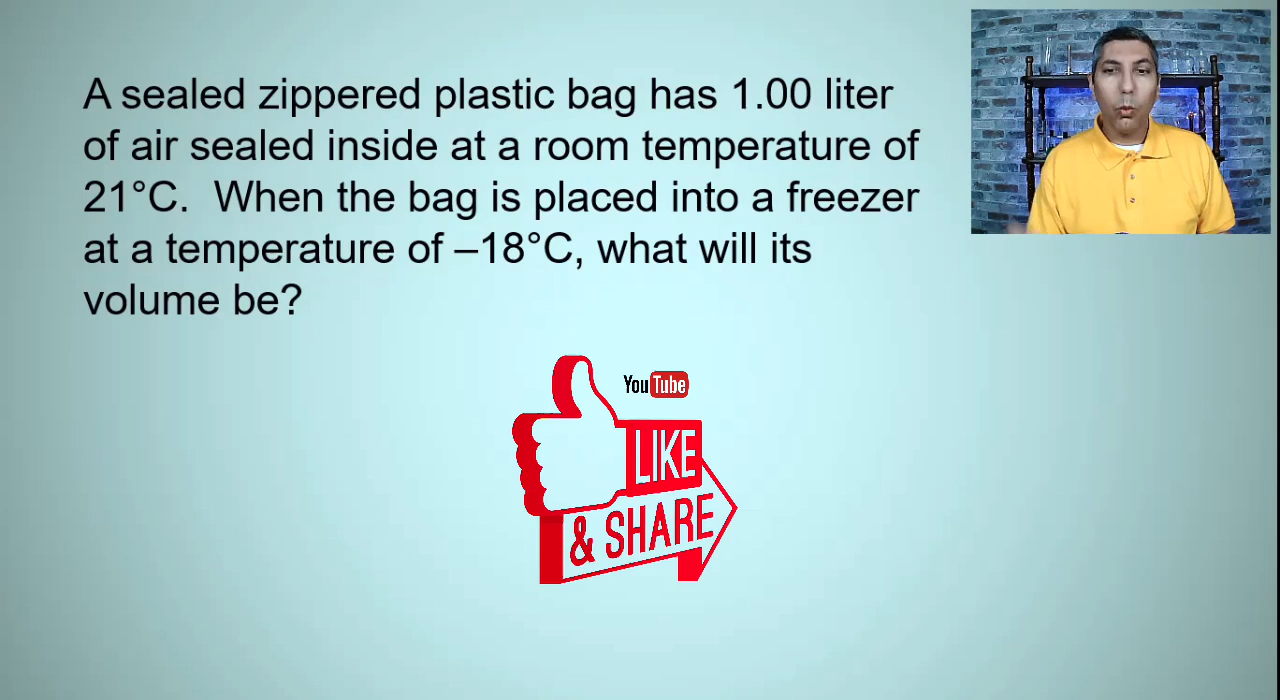 A sealed zippered plastic bag has 1.00 liter
of air sealed inside at a room temperature of
21°C.  When the bag is placed into a freezer
at a temperature of –18°C, what will its
volume be?
YouTube
LIKE
& SHARE